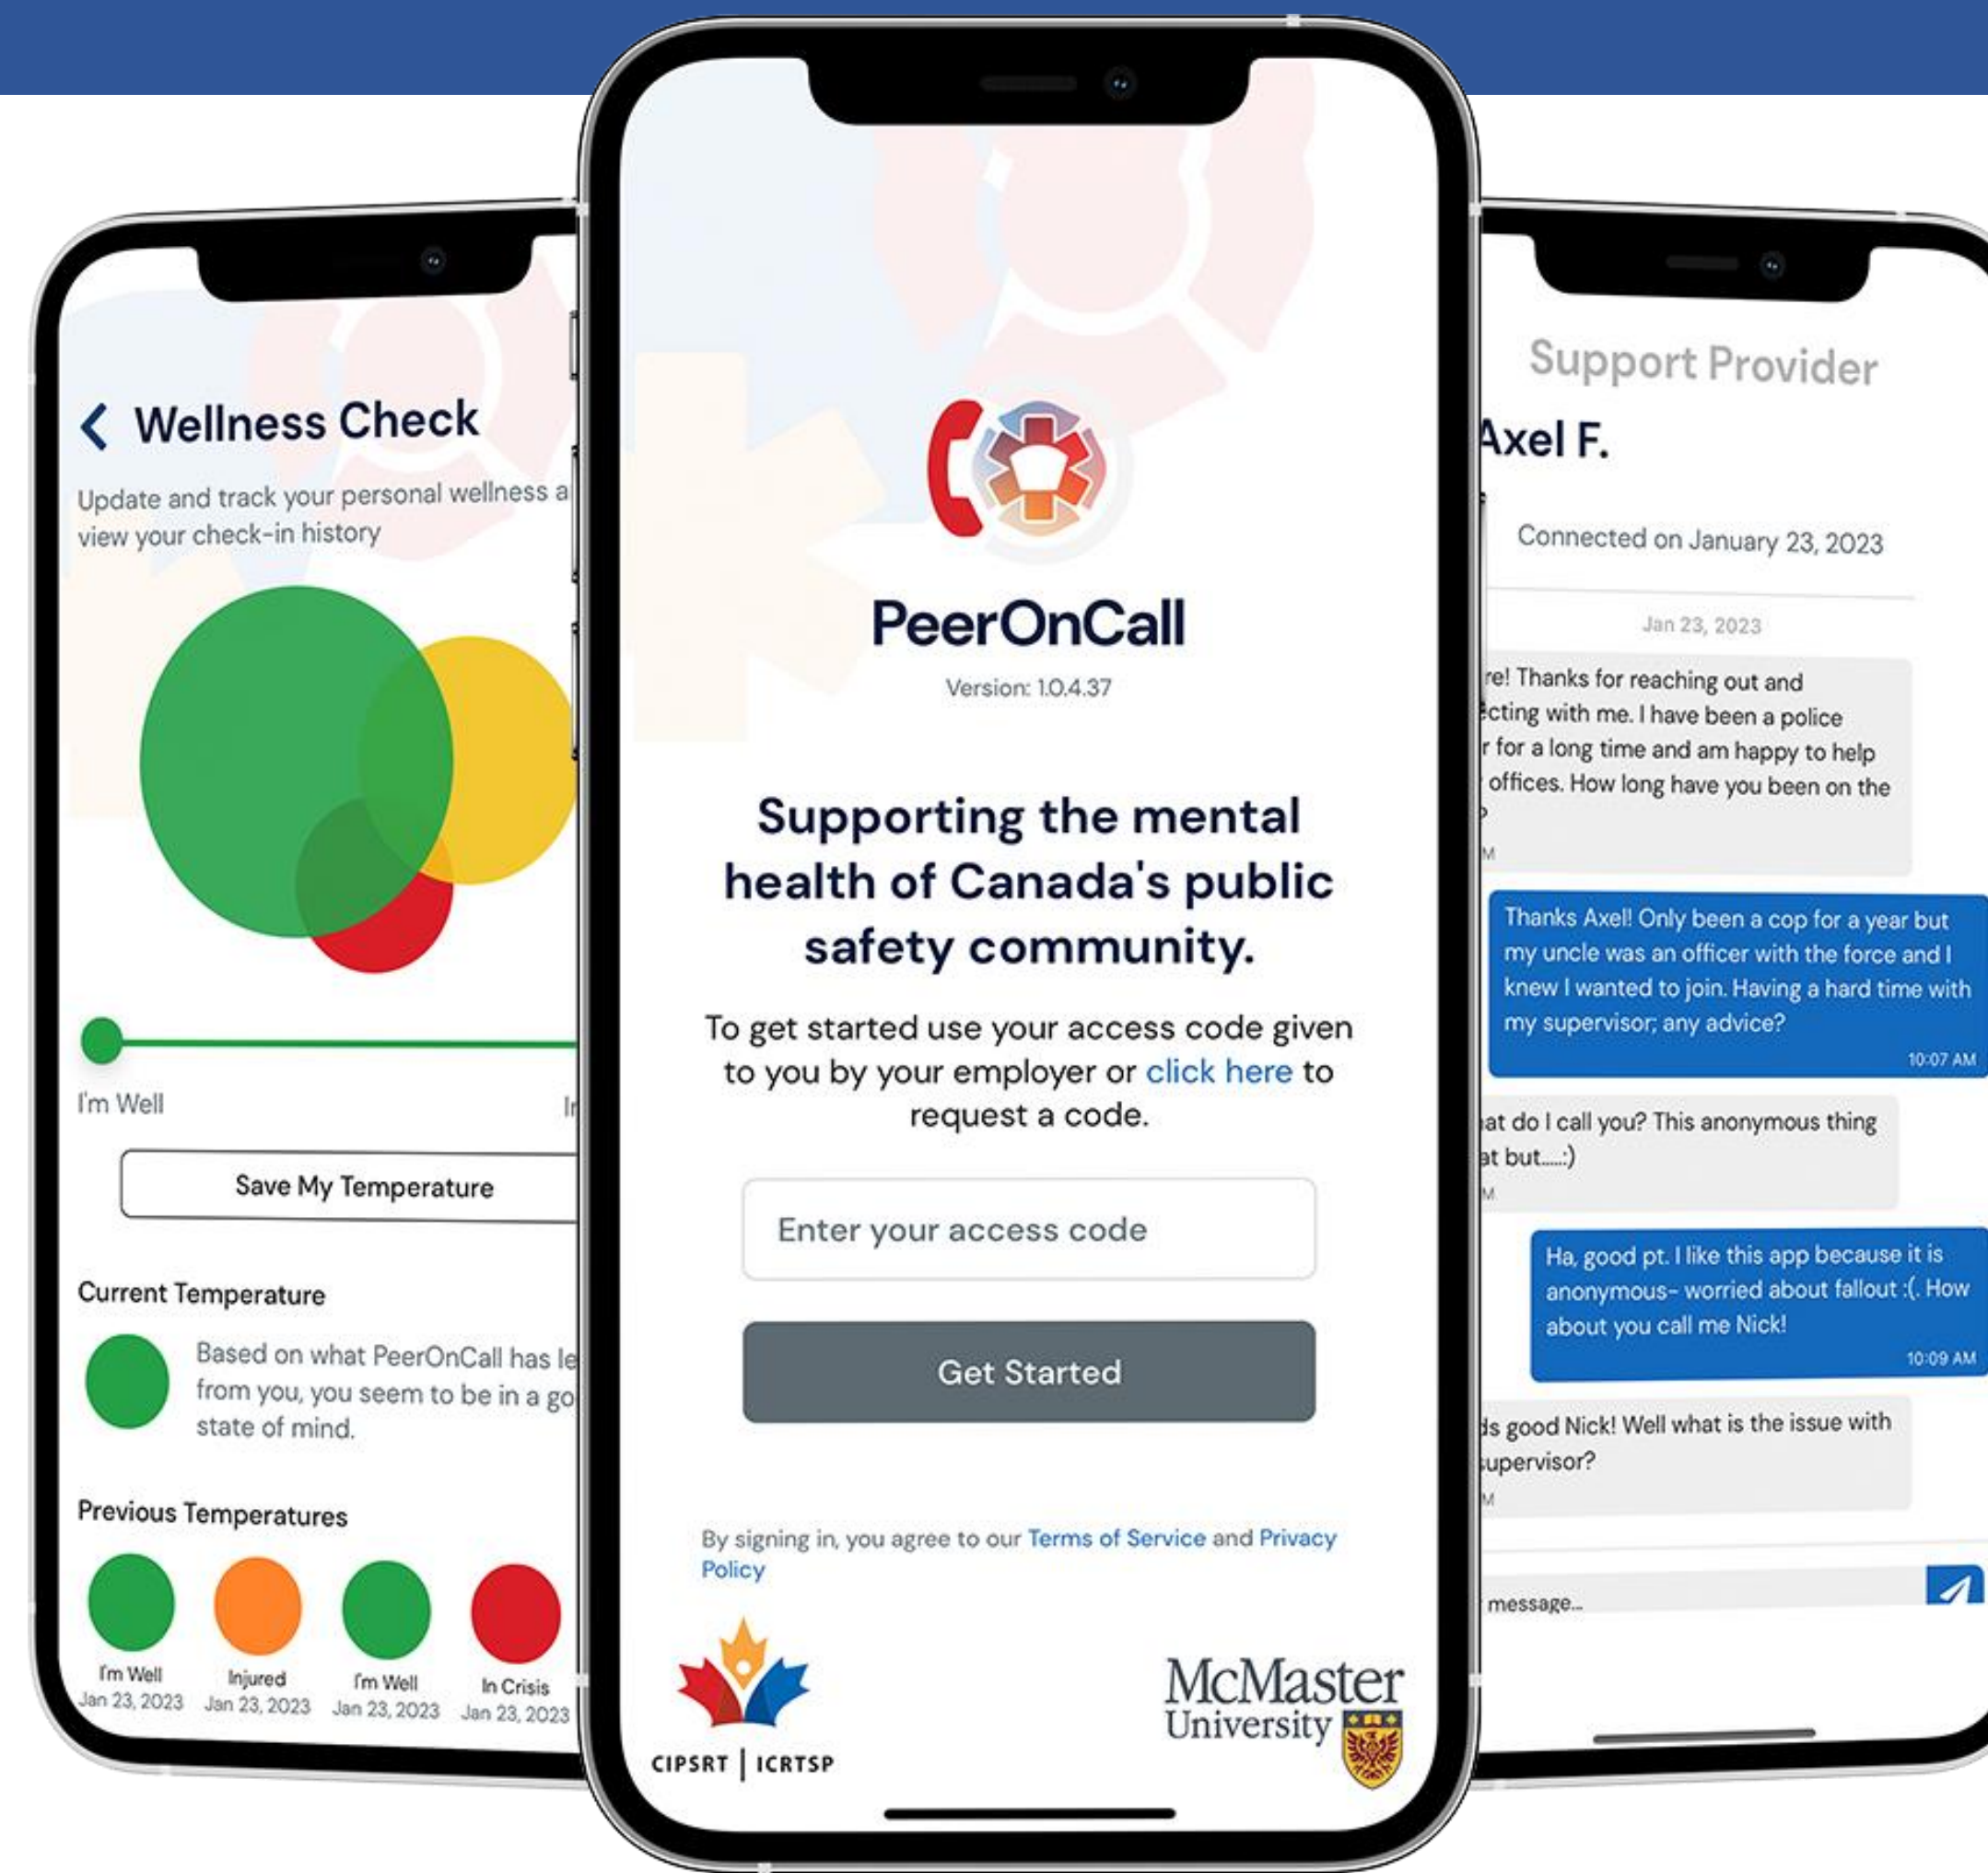 Wellness Check
Update and track your personal wellness
view your check-in history
I'm Well
Save My Temperature
Current Temperature
Based on what PeerOnCall has
from you, you seem to be in a
state of mind.
Previous Temperatures
I'm Well
Jan 23, 2023
Injured
Jan 23, 2023
I'm Well
Jan 23, 2023
In Crisis
Jan 23, 2023
PeerOnCall
Version: 1.0.4.37
Supporting the mental
health of Canada's public
safety community.
To get started use your access code given
to you by your employer or click here to
request a code.
Enter your access code
Get Started
By signing in, you agree to our Terms of Service and Privacy
Policy
CIPSRT | ICRTSP
McMaster
University
Support Provider
Axel F.
Connected on January 23, 2023
Jan 23, 2023
Thanks for reaching out and
with me. I have been a police
for a long time and am happy to help
offices. How long have you been on the
Thanks Axel! Only been a cop for a year but
my uncle was an officer with the force and I
knew I wanted to join. Having a hard time with
my supervisor; any advice?
10:07 AM
do I call you? This anonymous thing
but.....:)
Ha, good pt. I like this app because it is
anonymous- worried about fallout :(. How
about you call me Nick!
10:09 AM
good Nick! Well what is the issue with
supervisor?
message...